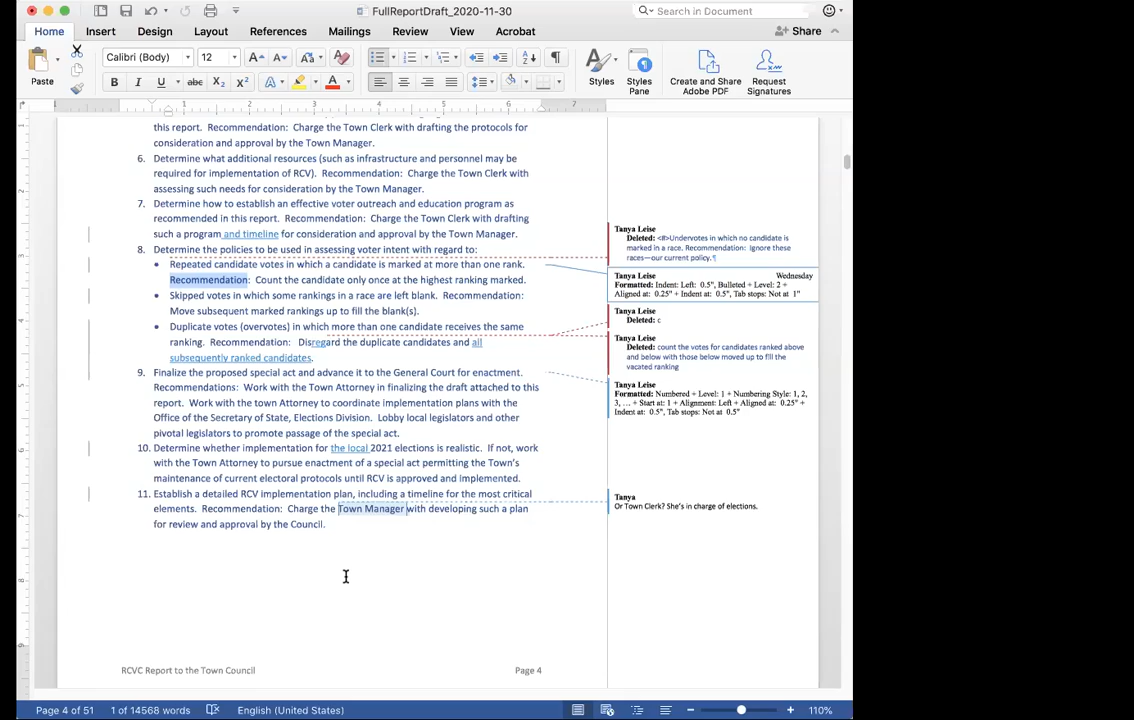 FullReportDraft_2020-11-30
Search in Document
Home Insert Design Layout References Mailings Review View Acrobat Share
Paste Calibri (Body) 12 Styles Styles Pane Create and Share Adobe PDF Request Signatures
1 2 3 4 5 6 7
this report. Recommendation: Charge the Town Clerk with drafting the protocols for
consideration and approval by the Town Manager.
6. Determine what additional resources (such as infrastructure and personnel may be
required for implementation of RCV). Recommendation: Charge the Town Clerk with
assessing such needs for consideration by the Town Manager.
7. Determine how to establish an effective voter outreach and education program as
recommended in this report. Recommendation: Charge the Town Clerk with drafting
such a program and timeline for consideration and approval by the Town Manager.
8. Determine the policies to be used in assessing voter intent with regard to:
• Repeated candidate votes in which a candidate is marked at more than one rank.
Recommendation: Count the candidate only once at the highest ranking marked.
• Skipped votes in which some rankings in a race are left blank. Recommendation:
Move subsequent marked rankings up to fill the blank(s).
• Duplicate votes (overvotes) in which more than one candidate receives the same
ranking. Recommendation: Disregard the duplicate candidates and all
subsequently ranked candidates.
9. Finalize the proposed special act and advance it to the General Court for enactment.
Recommendations: Work with the Town Attorney in finalizing the draft attached to this
report. Work with the town Attorney to coordinate implementation plans with the
Office of the Secretary of State, Elections Division. Lobby local legislators and other
pivotal legislators to promote passage of the special act.
10. Determine whether implementation for the local 2021 elections is realistic. If not, work
with the Town Attorney to pursue enactment of a special act permitting the Town's
maintenance of current electoral protocols until RCV is approved and implemented.
11. Establish a detailed RCV implementation plan, including a timeline for the most critical
elements. Recommendation: Charge the Town Manager with developing such a plan
for review and approval by the Council.
RCVC Report to the Town Council Page 4
Tanya Leise
Deleted: <#>Undervotes in which no candidate is
marked in a race. Recommendation: Ignore these
races—our current policy.¶
Tanya Leise Wednesday
Formatted: Indent: Left: 0.5", Bulleted + Level: 2 +
Aligned at: 0.25" + Indent at: 0.5", Tab stops: Not at 1"
Tanya Leise
Deleted: c
Tanya Leise
Deleted: count the votes for candidates ranked above
and below with those below moved up to fill the
vacated ranking
Tanya Leise
Formatted: Numbered + Level: 1 + Numbering Style: 1, 2,
3, … + Start at: 1 + Alignment: Left + Aligned at: 0.25" +
Indent at: 0.5", Tab stops: Not at 0.5"
Tanya
Or Town Clerk? She's in charge of elections.
Page 4 of 51 1 of 14568 words English (United States) 110%